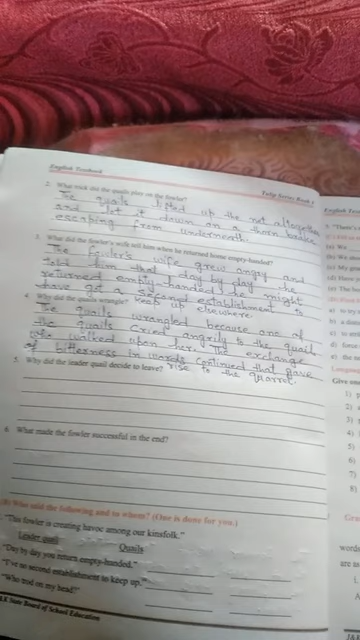 English Textbook
Tulip Series Book
2. What trick did the quails play on the fowler?
The quails lifted up the net altogether
and let it down on a thorn bushes
escaping from underneath.
3. What did the fowler's wife tell him when he returned home empty-handed?
The fowler's wife grew angry and
told him that day by day he
returned empty-handed, he might
have got a second establishment to
keep up elsewhere.
4. Why did the quails wrangle?
The quails wrangled because one of
the quails cried angrily to the quail
who walked upon her. The exchange
of bitterness in words continued that gave
rise to the quarrel.
5. Why did the leader quail decide to leave?
6. What made the fowler successful in the end?
(B) Who said the following and to whom? (One is done for you.)
"This fowler is creating havoc among our kinsfolk."
Leader quail
Quails
"Day by day you return empty-handed."
"I've no second establishment to keep up."
"Who trod on my head?"
J.K State Board of School Education